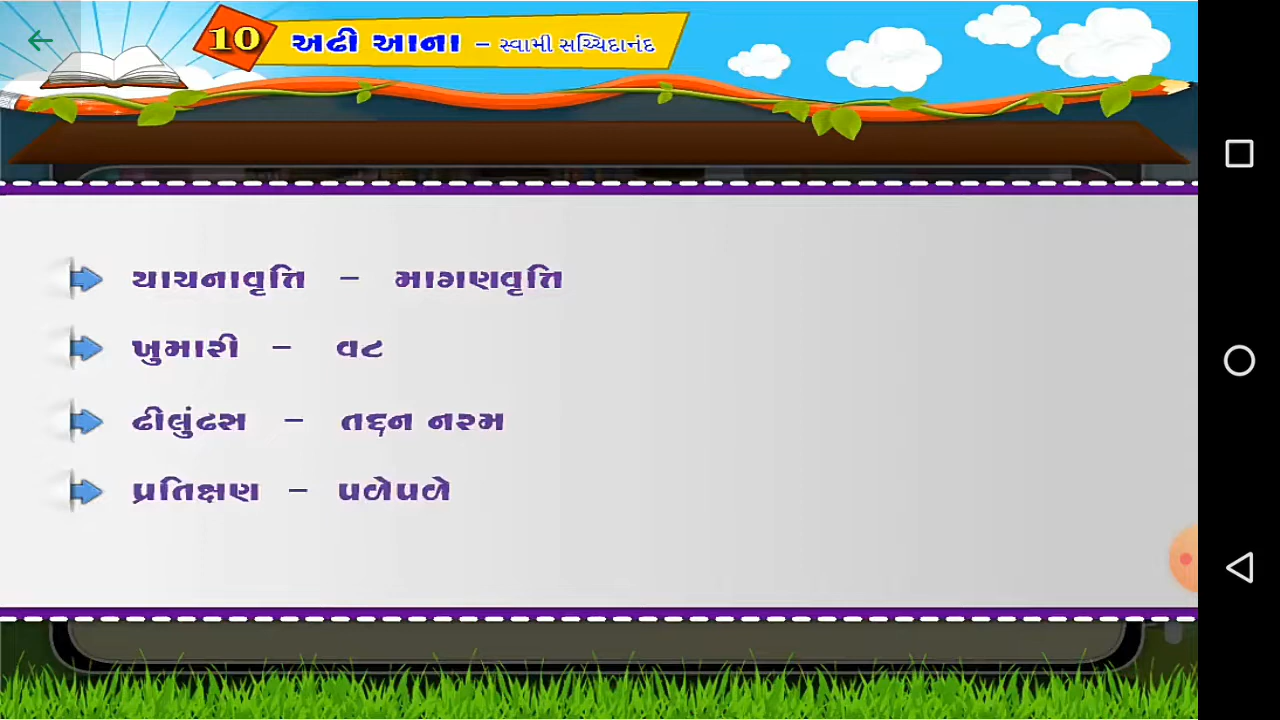 10 અઢી આના – સ્વામી સચ્ચિદાનંદ
યાચનાવૃત્તિ – માગણવૃત્તિ
ખુમારી – વટ
ઢીલુંઢસ – તદ્દન નરમ
પ્રતિક્ષણ – પળેપળે